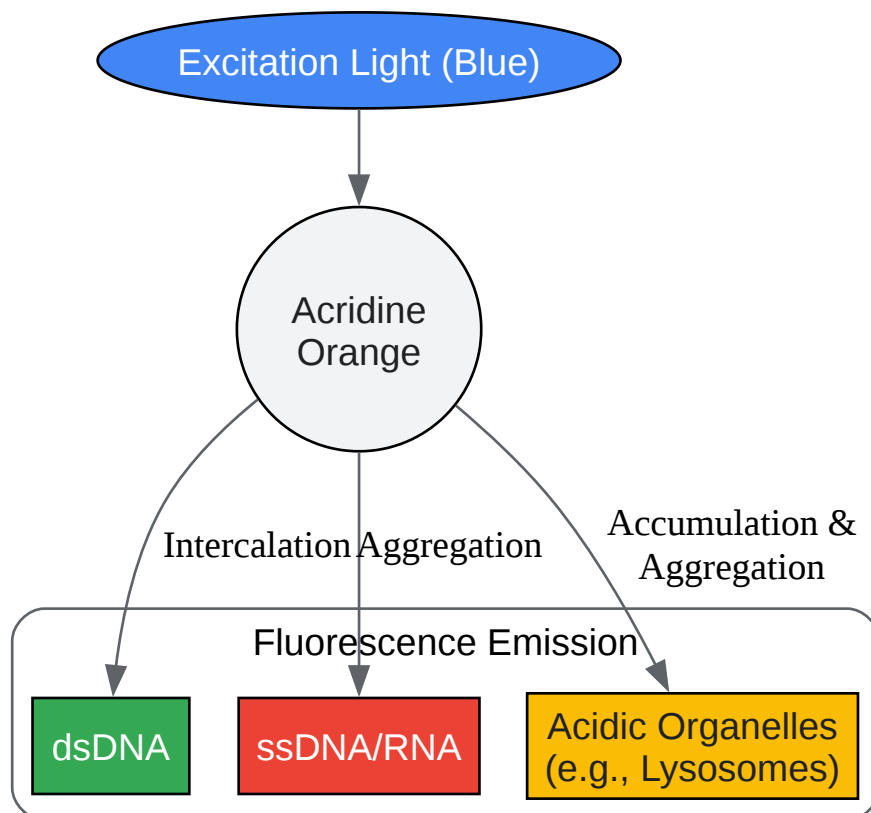 Excitation Light (Blue)
Acridine
Orange
Intercalation
Aggregation
Accumulation &
Aggregation
Fluorescence Emission
dsDNA
ssDNA/RNA
Acidic Organelles
(e.g., Lysosomes)